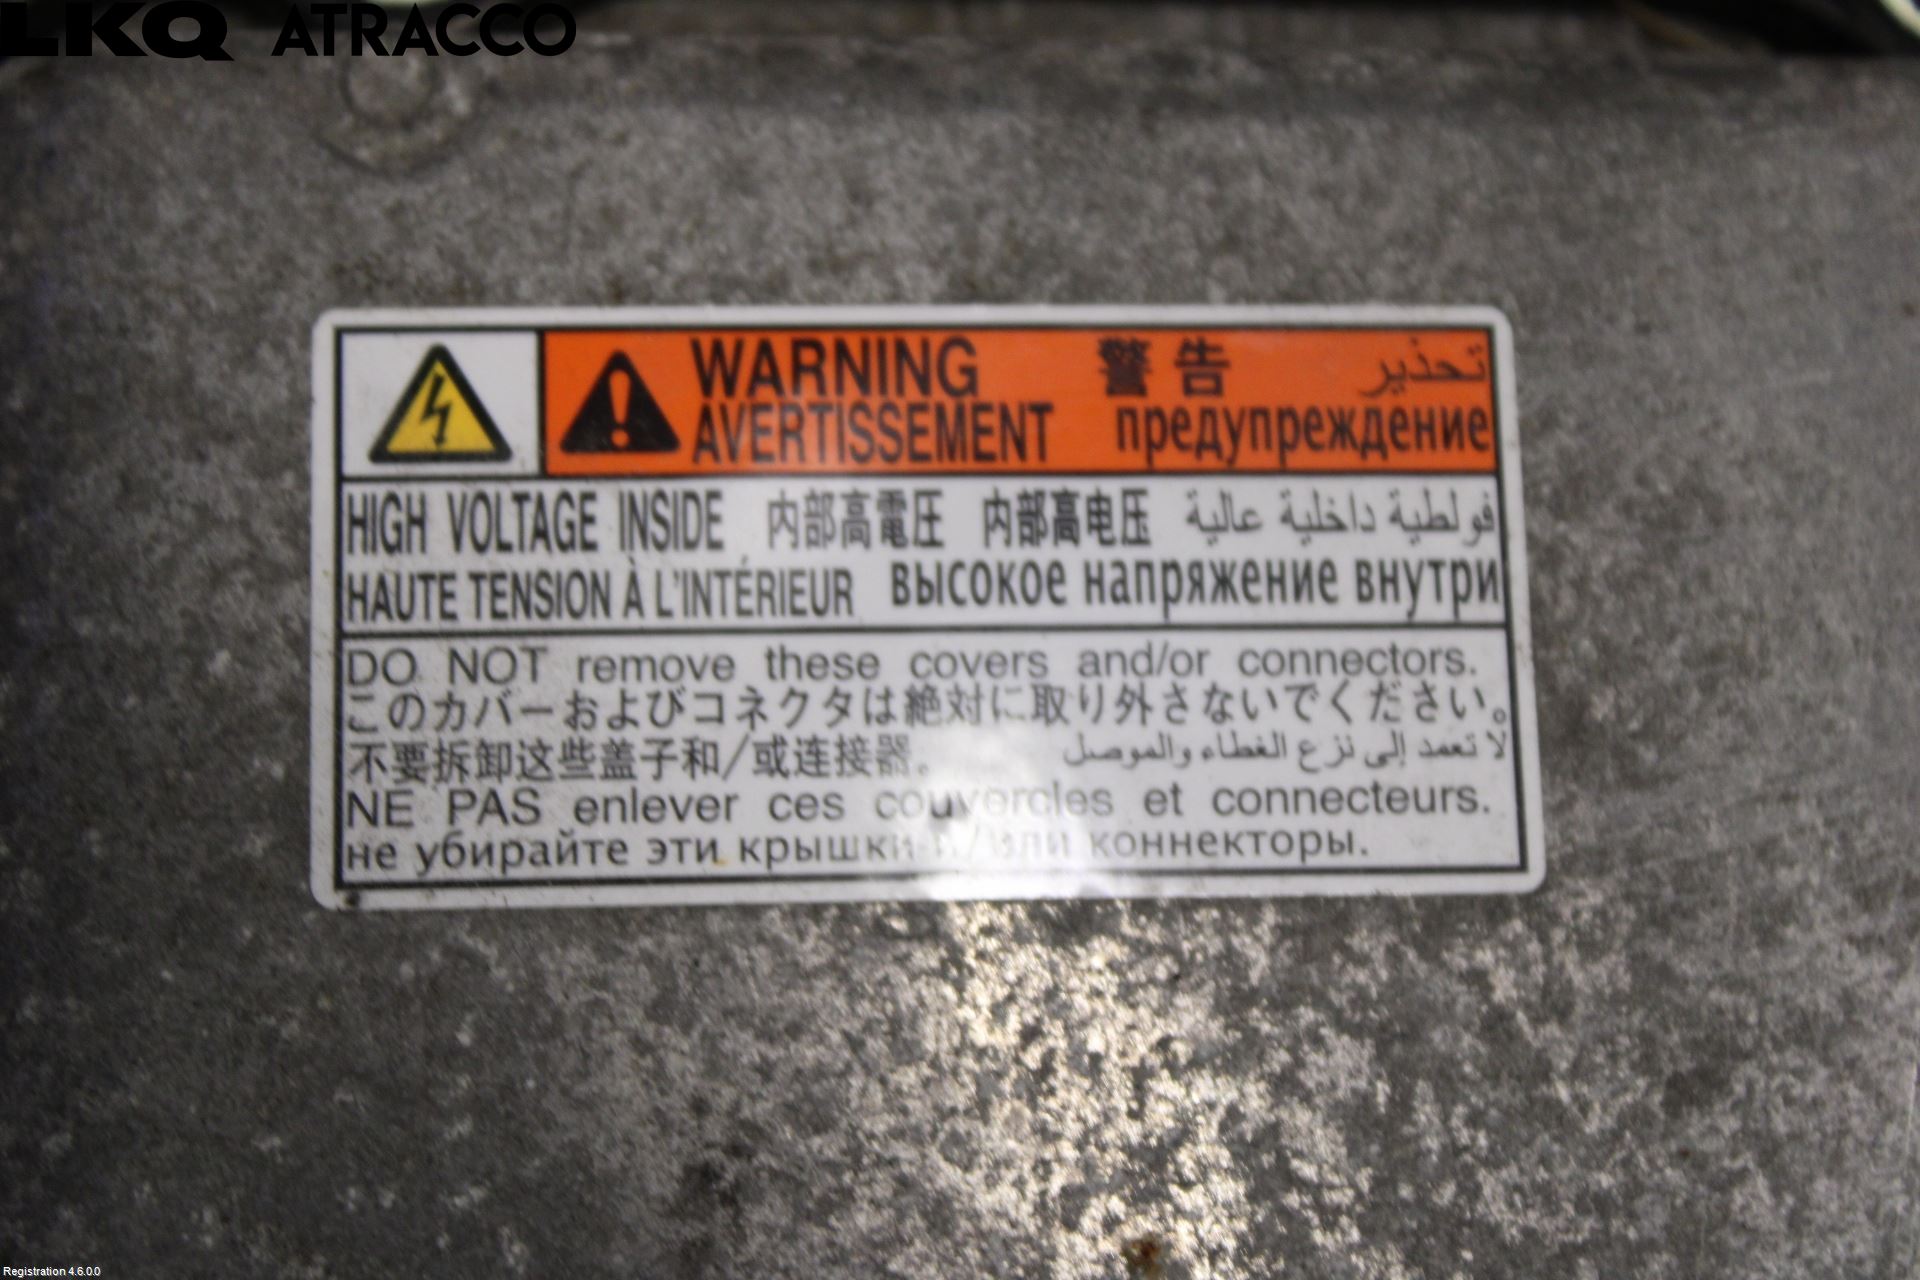 LKQ ATRACCO
WARNING 警告 تحذير
AVERTISSEMENT предупреждение
HIGH VOLTAGE INSIDE 内部高電圧 内部高电压 فولطية داخلية عالية
HAUTE TENSION À L'INTÉRIEUR высокое напряжение внутри
DO NOT remove these covers and/or connectors.
このカバーおよびコネクタは絶対に取り外さないでください。
不要拆卸这些盖子和/或连接器。 لا تعمد إلى نزع الغطاء والموصل
NE PAS enlever ces couvercles et connecteurs.
не убирайте эти крышки и/или коннекторы.
Registration 4.6.0.0